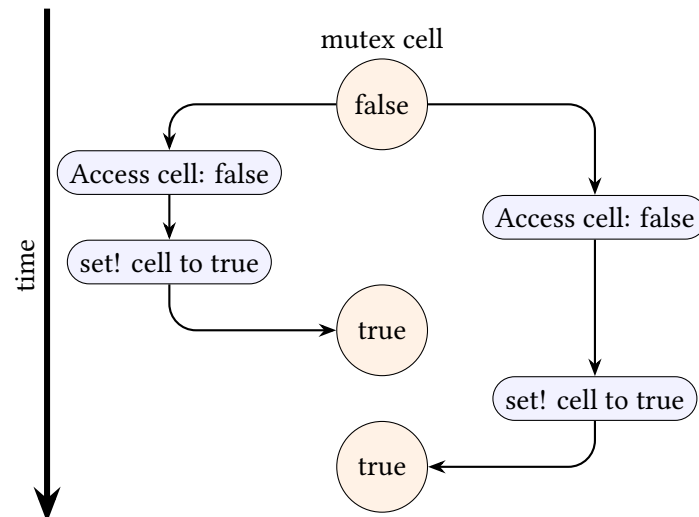 mutex cell
false
Access cell: false
Access cell: false
time
set! cell to true
true
set! cell to true
true